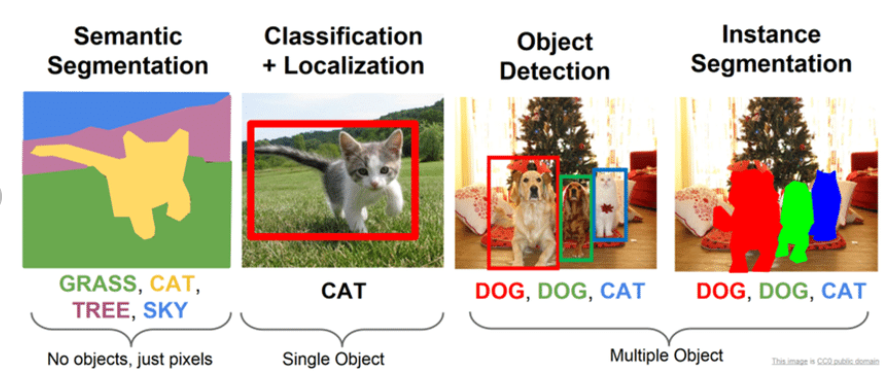 Semantic
Segmentation
Classification
+ Localization
Object
Detection
Instance
Segmentation
GRASS, CAT,
TREE, SKY
CAT
DOG, DOG, CAT
DOG, DOG, CAT
No objects, just pixels
Single Object
Multiple Object
This image is CC0 public domain